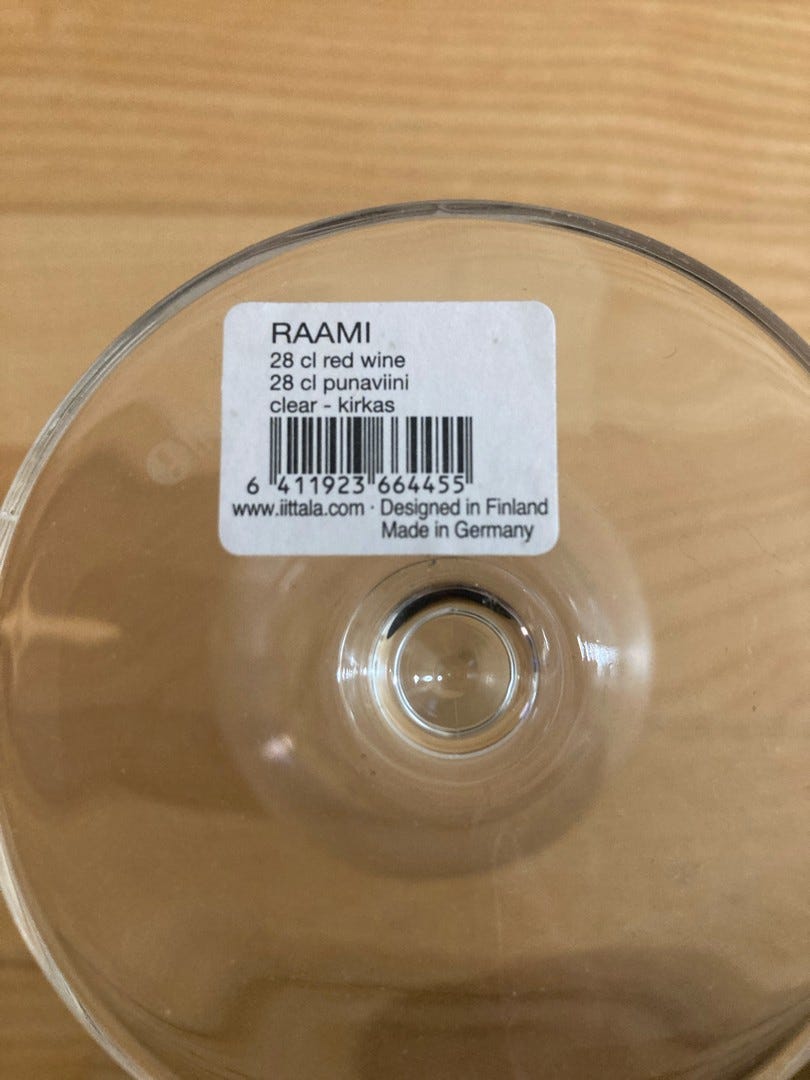 RAAMI
28 cl red wine
28 cl punaviini
clear - kirkas
6 411923 664455
www.iittala.com · Designed in Finland
Made in Germany